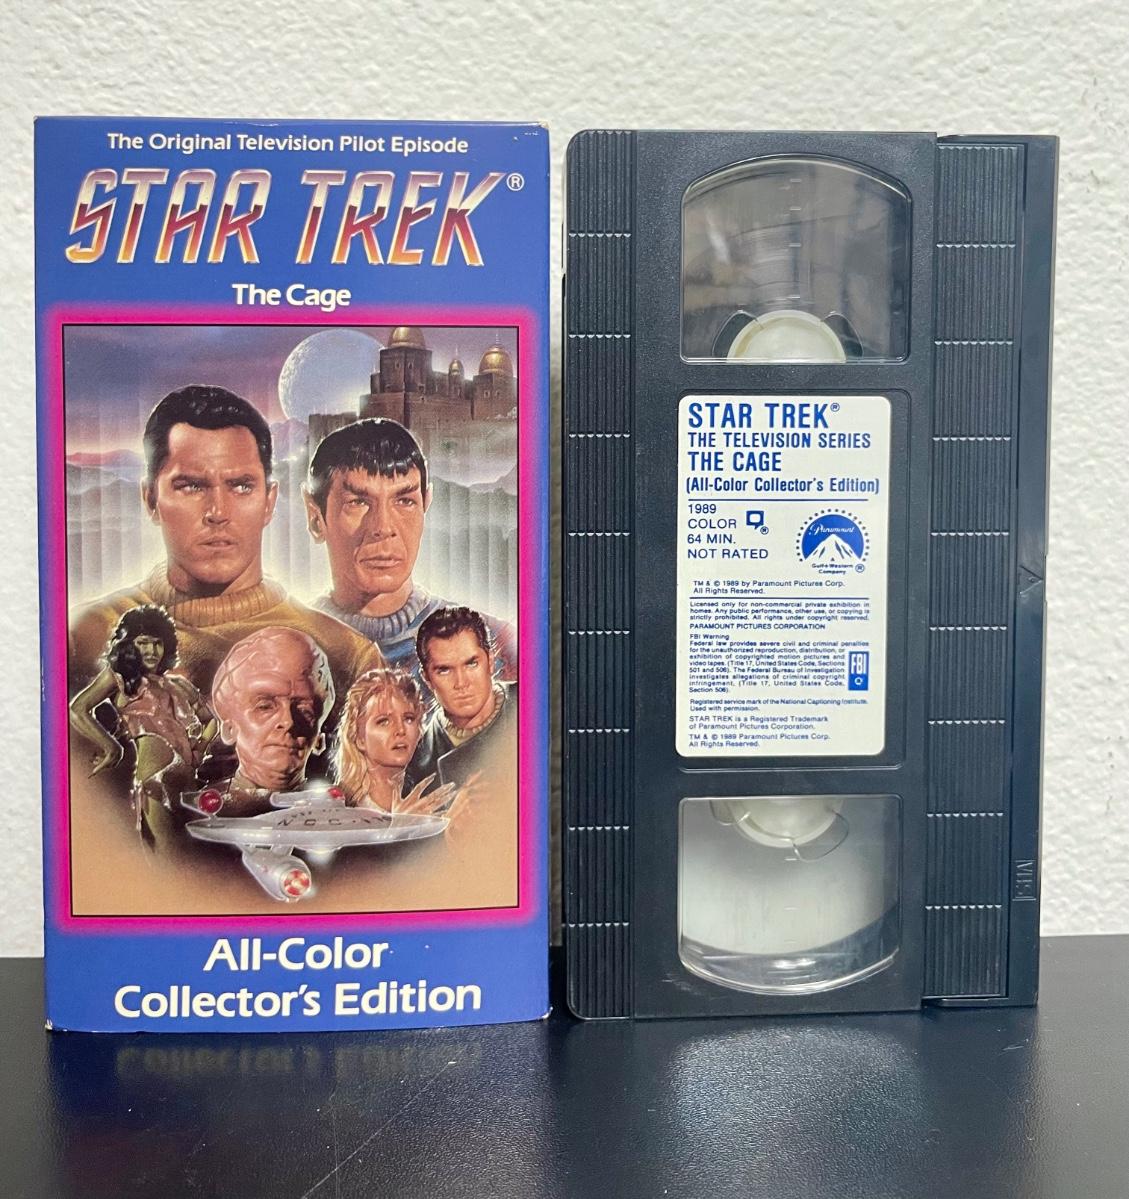 The Original Television Pilot Episode
STAR TREK®
The Cage
NCC-1
All-Color
Collector's Edition
STAR TREK®
THE TELEVISION SERIES
THE CAGE
(All-Color Collector's Edition)
1989
COLOR ®
64 MIN.
NOT RATED
Paramount
A Gulf+Western Company ®
TM & © 1989 by Paramount Pictures Corp.
All Rights Reserved.
Licensed only for non-commercial private exhibition in
homes. Any public performance, other use, or copying is
strictly prohibited. All rights under copyright reserved.
PARAMOUNT PICTURES CORPORATION
FBI Warning
Federal law provides severe civil and criminal penalties
for the unauthorized reproduction, distribution, or
exhibition of copyrighted motion pictures and
video tapes. (Title 17, United States Code, Sections
501 and 506). The Federal Bureau of Investigation
investigates allegations of criminal copyright
infringement, (Title 17, United States Code,
Section 506).
FBI
Registered service mark of the National Captioning Institute.
Used with permission.
STAR TREK is a Registered Trademark
of Paramount Pictures Corporation.
TM & © 1989 Paramount Pictures Corp.
All Rights Reserved.
VHS